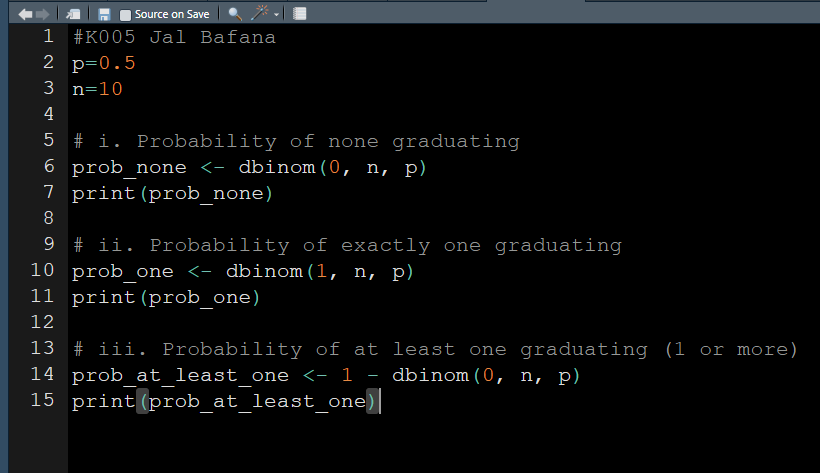 Source on Save
1 #K005 Jal Bafana
2 p=0.5
3 n=10
4
5 # i. Probability of none graduating
6 prob_none <- dbinom(0, n, p)
7 print(prob_none)
8
9 # ii. Probability of exactly one graduating
10 prob_one <- dbinom(1, n, p)
11 print(prob_one)
12
13 # iii. Probability of at least one graduating (1 or more)
14 prob_at_least_one <- 1 - dbinom(0, n, p)
15 print(prob_at_least_one)